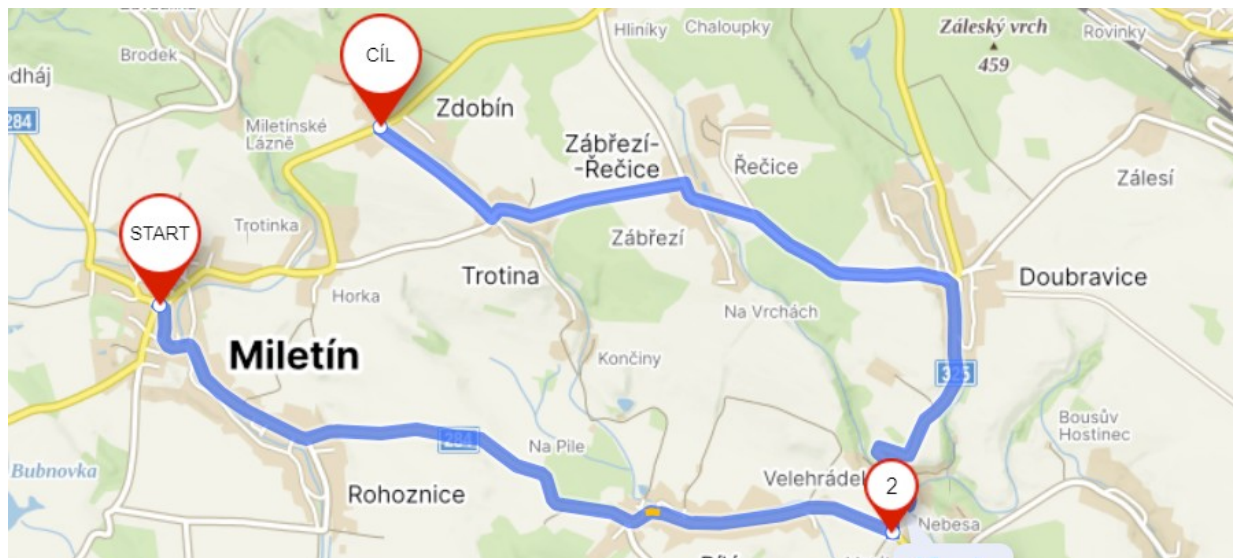 Brodek
odháj
284
CÍL
Zdobín
Miletínské
Lázně
Hliníky
Chaloupky
Záleský vrch
459
Rovinky
Zábřezí-
-Řečice
Řečice
Zálesí
START
Trotinka
Zábřezí
Trotina
Horka
Doubravice
Na Vrchách
Miletín
Končiny
325
Bousův
Hostinec
284
Na Pile
Bubnovka
Rohoznice
Velehrádek
2
Nebesa